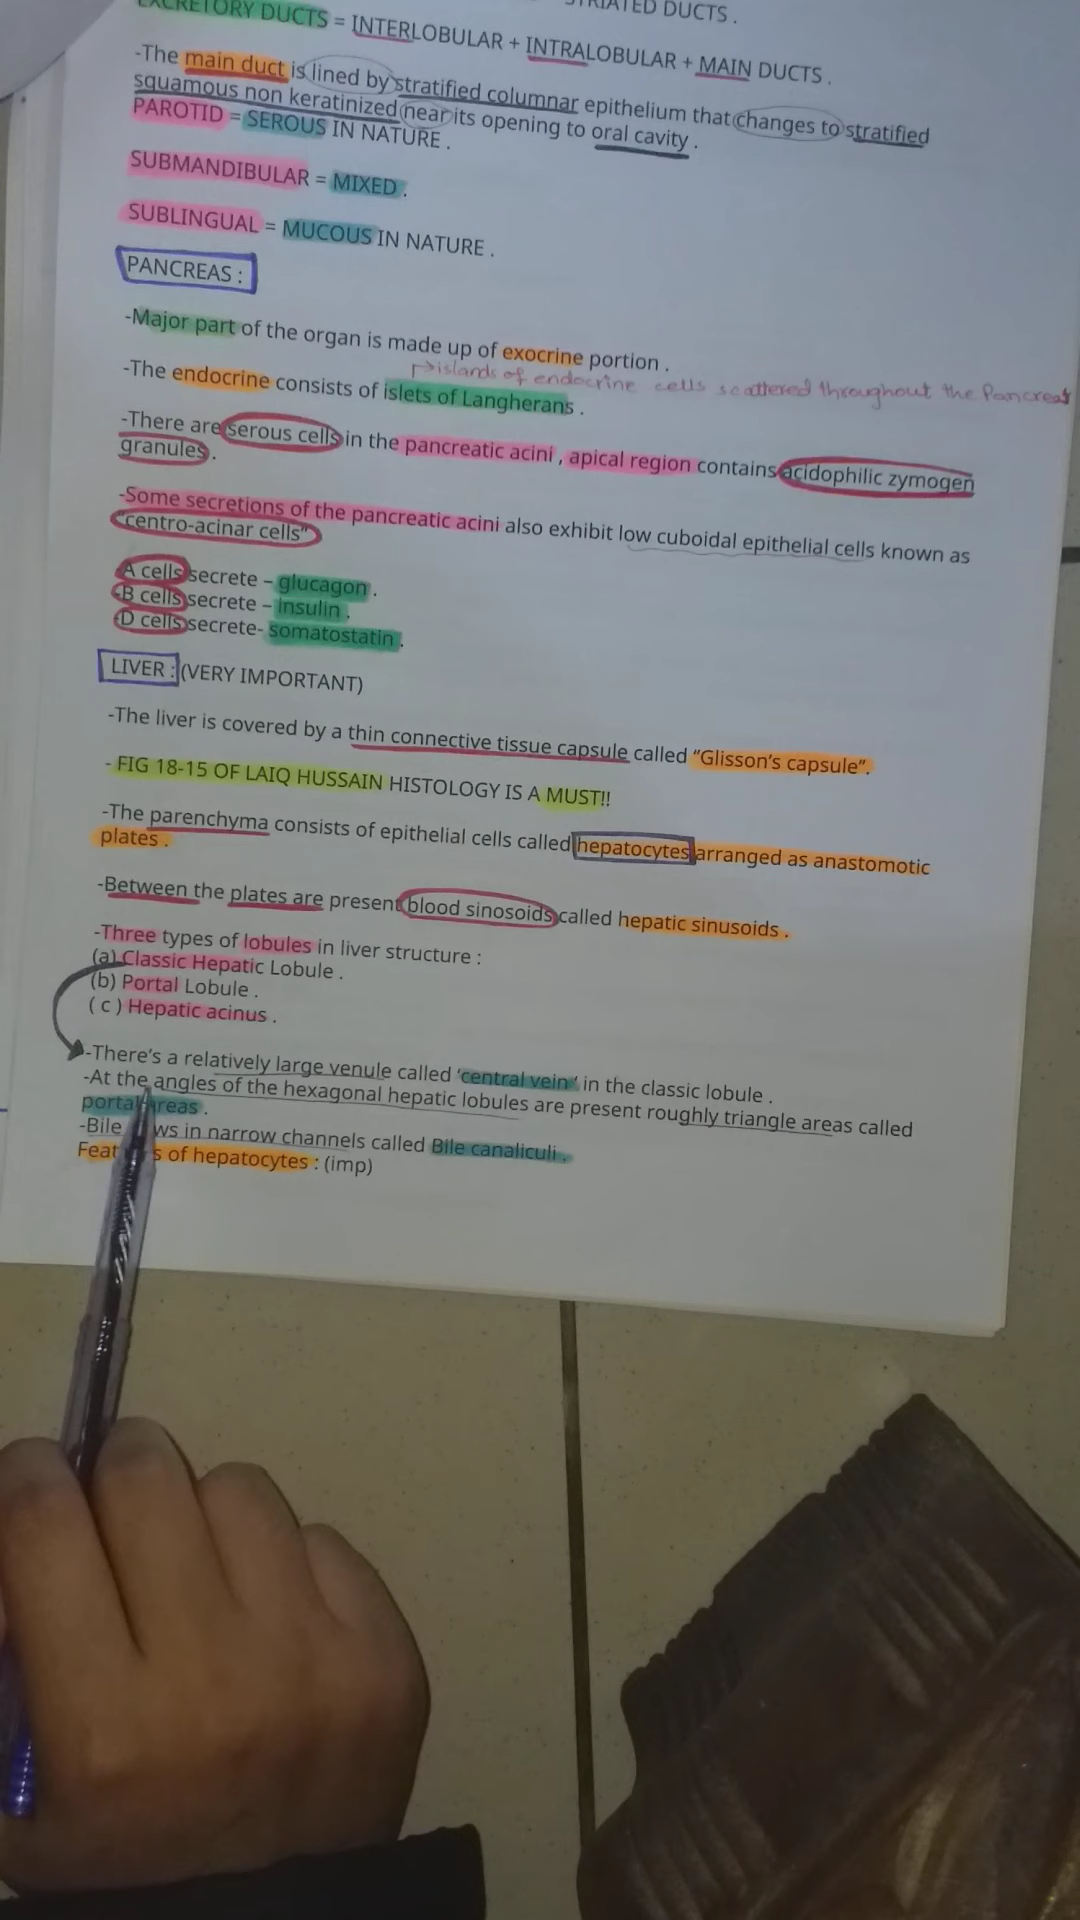 STRIATED DUCTS .
EXCRETORY DUCTS = INTERLOBULAR + INTRALOBULAR + MAIN DUCTS .
-The main duct is lined by stratified columnar epithelium that changes to stratified
squamous non keratinized near its opening to oral cavity .
PAROTID = SEROUS IN NATURE .
SUBMANDIBULAR = MIXED .
SUBLINGUAL = MUCOUS IN NATURE .
PANCREAS :
-Major part of the organ is made up of exocrine portion .
islands of endocrine cells scattered throughout the Pancreas
-The endocrine consists of islets of Langherans .
-There are serous cells in the pancreatic acini , apical region contains acidophilic zymogen
granules .
-Some secretions of the pancreatic acini also exhibit low cuboidal epithelial cells known as
"centro-acinar cells"
A cells secrete – glucagon .
-B cells secrete – insulin .
-D cells secrete- somatostatin .
LIVER : (VERY IMPORTANT)
-The liver is covered by a thin connective tissue capsule called “Glisson’s capsule”.
- FIG 18-15 OF LAIQ HUSSAIN HISTOLOGY IS A MUST!!
-The parenchyma consists of epithelial cells called hepatocytes arranged as anastomotic
plates .
-Between the plates are present blood sinosoids called hepatic sinusoids .
-Three types of lobules in liver structure :
(a) Classic Hepatic Lobule .
(b) Portal Lobule .
( c ) Hepatic acinus .
-There’s a relatively large venule called ‘central vein’ in the classic lobule .
-At the angles of the hexagonal hepatic lobules are present roughly triangle areas called
portal areas .
-Bile in narrow channels called Bile canaliculi .
of hepatocytes : (imp)